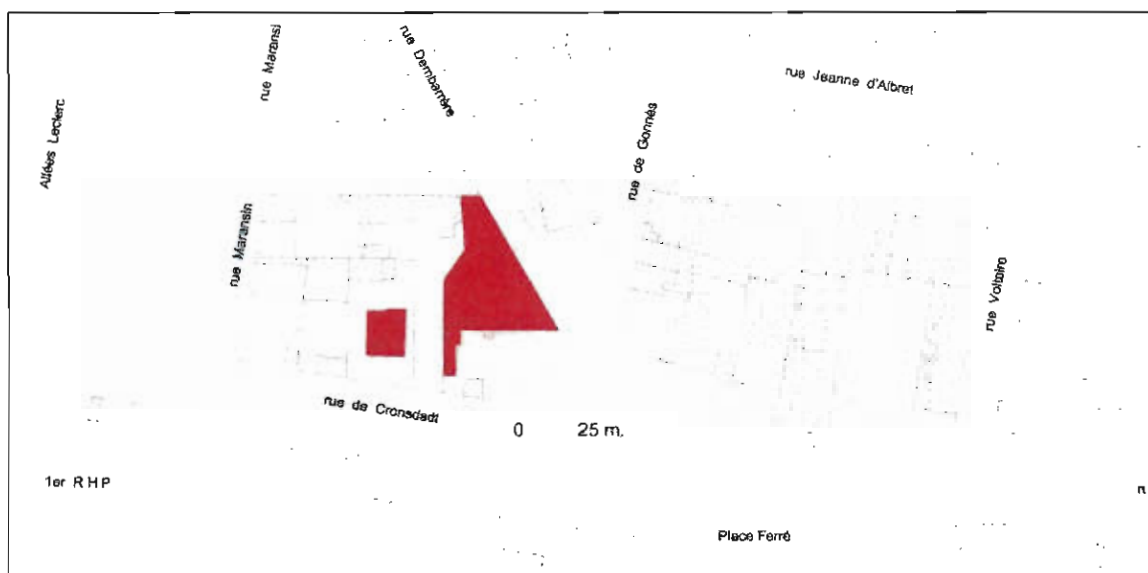 rue Maransi
rue Dembarrère
rue Jeanne d'Albret
Allées Leclerc
rue de Gonnès
rue Maransin
rue Voltaire
rue de Cronsdadt
0 25 m.
1er R H P
Place Ferré